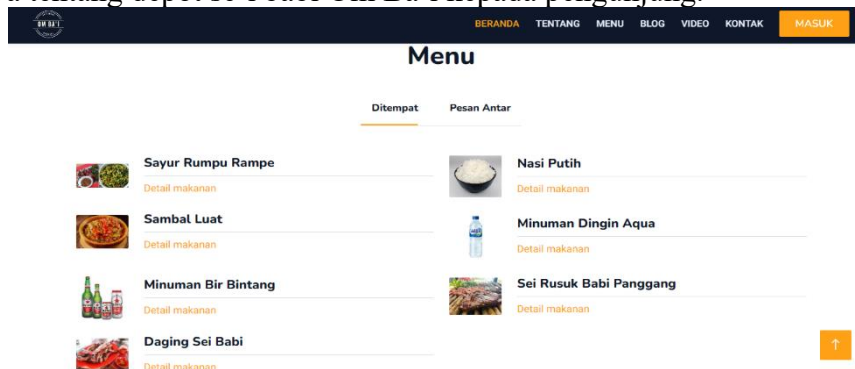 BERANDA TENTANG MENU BLOG VIDEO KONTAK MASUK
Menu
Ditempat Pesan Antar
Sayur Rumpu Rampe
Detail makanan
Nasi Putih
Detail makanan
Sambal Luat
Detail makanan
Minuman Dingin Aqua
Detail makanan
Minuman Bir Bintang
Detail makanan
Sei Rusuk Babi Panggang
Detail makanan
Daging Sei Babi
Detail makanan